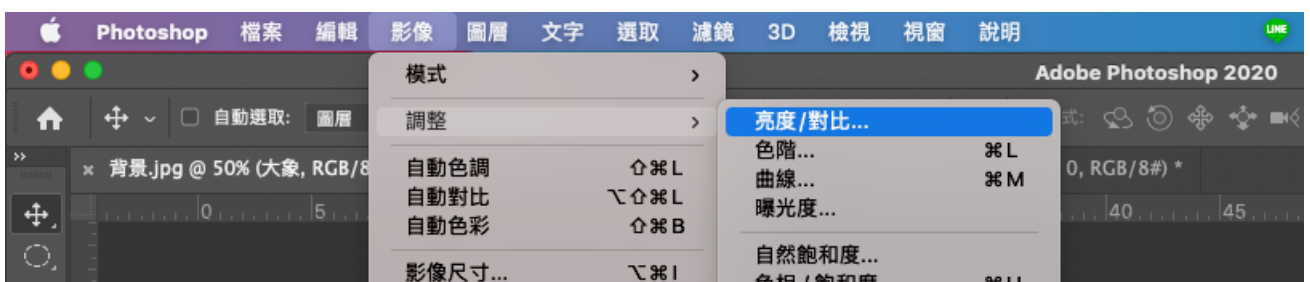 Photoshop 檔案 編輯 影像 圖層 文字 選取 濾鏡 3D 檢視 視窗 說明 LINE
Adobe Photoshop 2020
自動選取: 圖層
背景.jpg @ 50% (大象, RGB/8
0, RGB/8#) *
0 5 40 45
模式
調整
自動色調 ⇧⌘L
自動對比 ⌥⇧⌘L
自動色彩 ⇧⌘B
影像尺寸... ⌥⌘I
亮度/對比...
色階... ⌘L
曲線... ⌘M
曝光度...
自然飽和度...